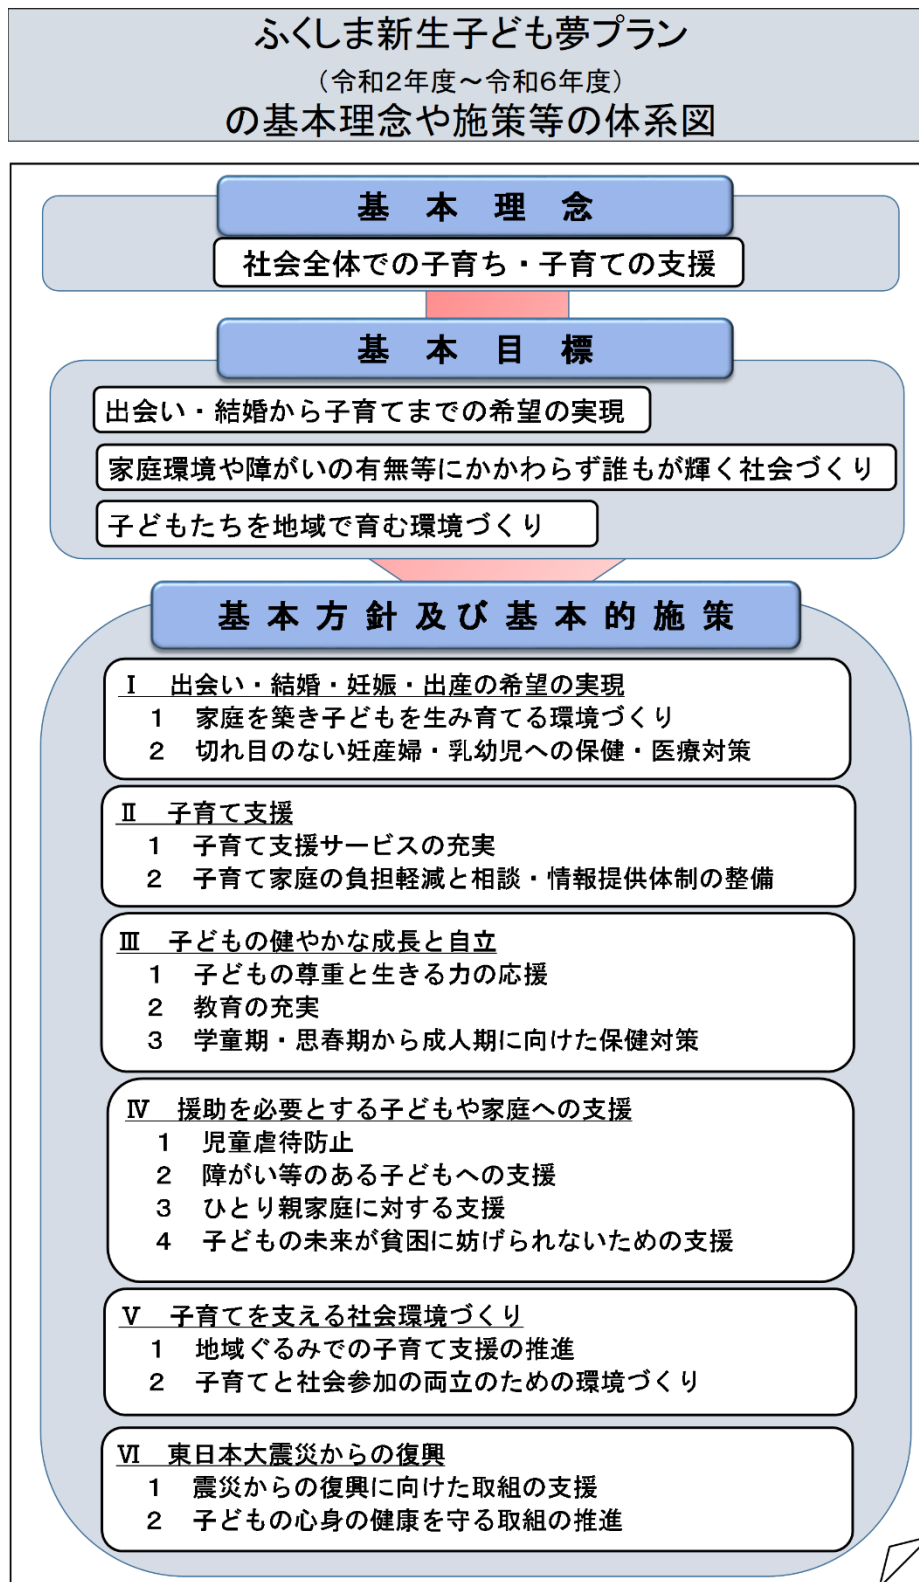 ふくしま新生子ども夢プラン
（令和2年度～令和6年度）
の基本理念や施策等の体系図
基本理念
社会全体での子育ち・子育ての支援
基本目標
出会い・結婚から子育てまでの希望の実現
家庭環境や障がいの有無等にかかわらず誰もが輝く社会づくり
子どもたちを地域で育む環境づくり
基本方針及び基本的施策
Ⅰ　出会い・結婚・妊娠・出産の希望の実現
1　家庭を築き子どもを生み育てる環境づくり
2　切れ目のない妊産婦・乳幼児への保健・医療対策
Ⅱ　子育て支援
1　子育て支援サービスの充実
2　子育て家庭の負担軽減と相談・情報提供体制の整備
Ⅲ　子どもの健やかな成長と自立
1　子どもの尊重と生きる力の応援
2　教育の充実
3　学童期・思春期から成人期に向けた保健対策
Ⅳ　援助を必要とする子どもや家庭への支援
1　児童虐待防止
2　障がい等のある子どもへの支援
3　ひとり親家庭に対する支援
4　子どもの未来が貧困に妨げられないための支援
Ⅴ　子育てを支える社会環境づくり
1　地域ぐるみでの子育て支援の推進
2　子育てと社会参加の両立のための環境づくり
Ⅵ　東日本大震災からの復興
1　震災からの復興に向けた取組の支援
2　子どもの心身の健康を守る取組の推進